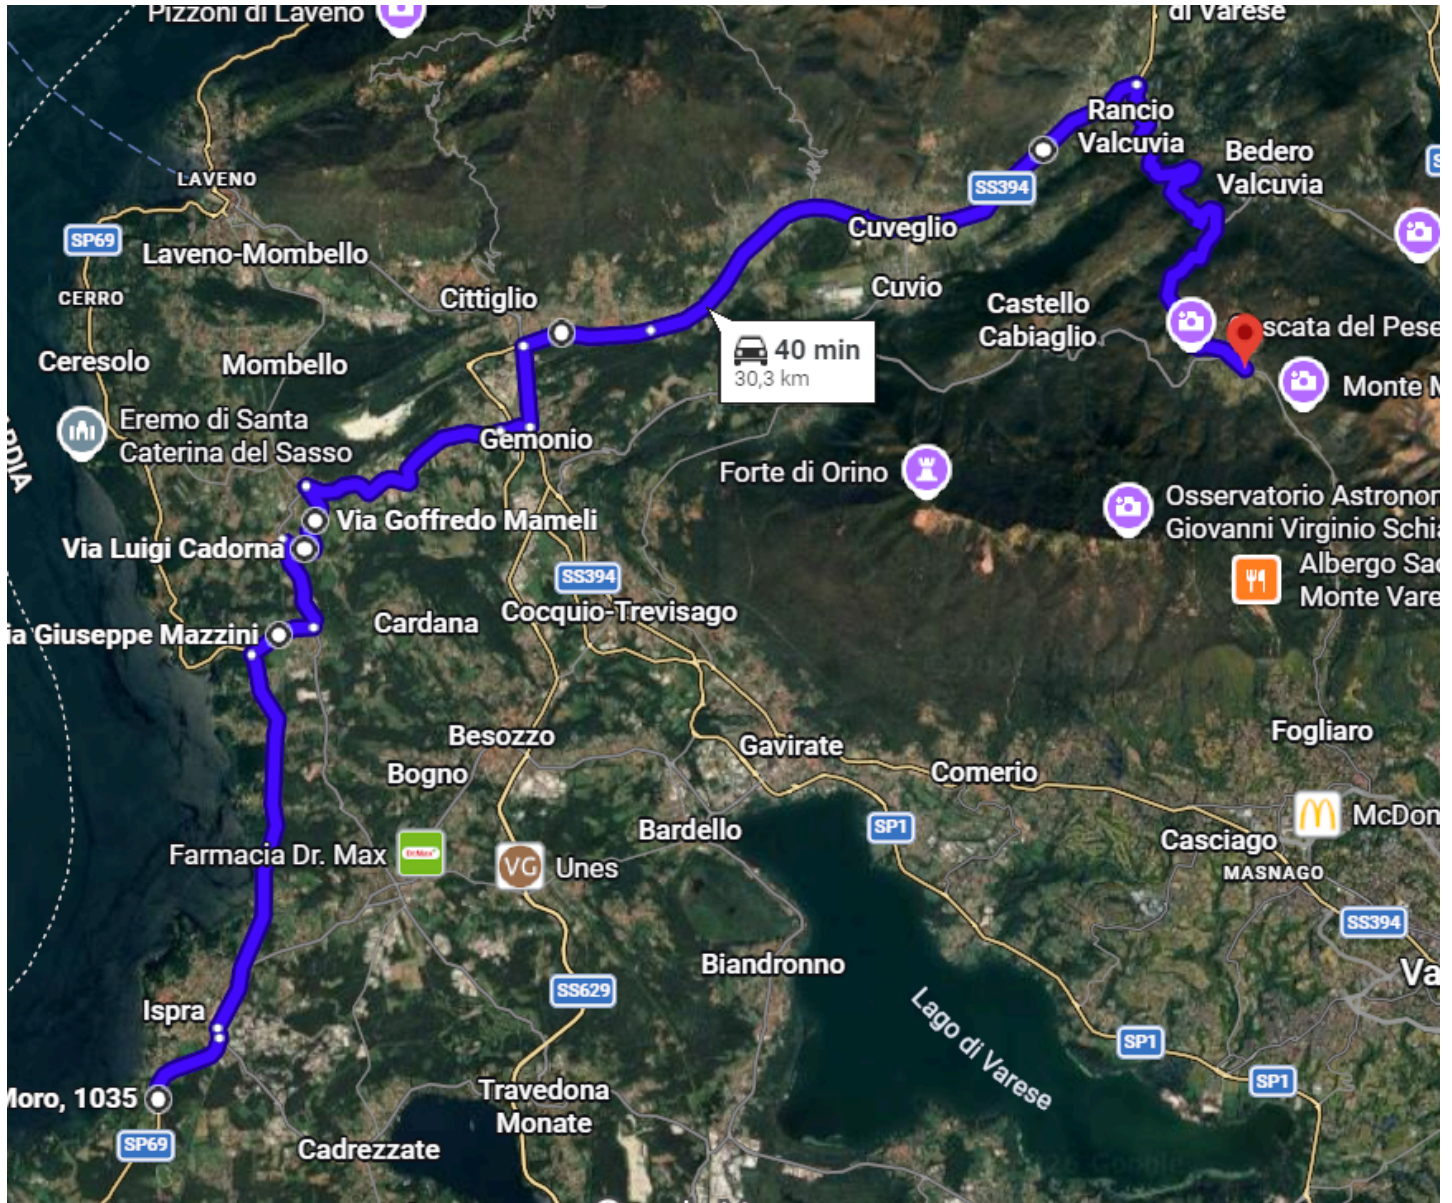 Pizzoni di Laveno
di Varese
Rancio
Valcuvia
Bedero
Valcuvia
LAVENO
SS394
SP69
Cuveglio
Laveno-Mombello
CERRO
Cittiglio
Cuvio
Castello
Cabiaglio
scata del Pese
Ceresolo
Mombello
40 min
30,3 km
Monte M
Eremo di Santa
Caterina del Sasso
Gemonio
Forte di Orino
Osservatorio Astronor
Giovanni Virginio Schia
Via Goffredo Mameli
Via Luigi Cadorna
SS394
Albergo Sac
Monte Vare
Cocquio-Trevisago
Cardana
ia Giuseppe Mazzini
Besozzo
Gavirate
Fogliaro
Bogno
Comerio
McDon
Bardello
SP1
Casciago
Farmacia Dr. Max
Dr.Max
VG
Unes
MASNAGO
SS394
Biandronno
Va
SS629
Ispra
Lago di Varese
SP1
SP1
Moro, 1035
Travedona
Monate
SP69
Cadrezzate